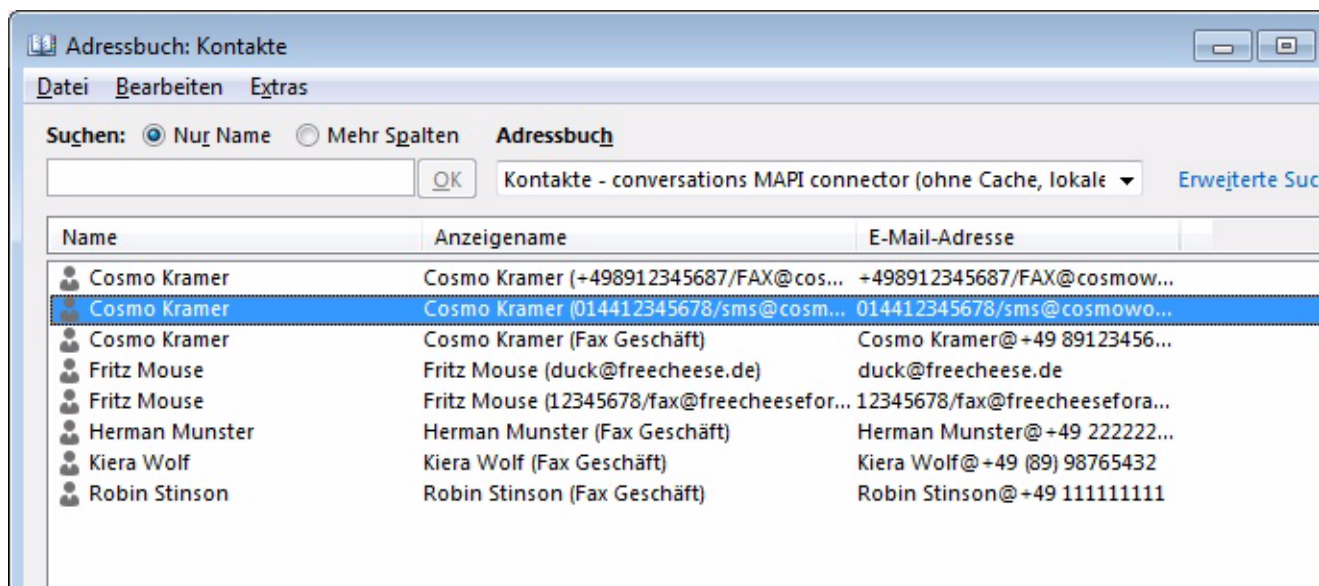 Adressbuch: Kontakte
Datei Bearbeiten Extras
Suchen: Nur Name Mehr Spalten Adressbuch
OK Kontakte - conversations MAPI connector (ohne Cache, lokale Erweiterte Suc
Name Anzeigename E-Mail-Adresse
Cosmo Kramer Cosmo Kramer (+498912345687/FAX@cos... +498912345687/FAX@cosmow...
Cosmo Kramer Cosmo Kramer (014412345678/sms@cosm... 014412345678/sms@cosmowo...
Cosmo Kramer Cosmo Kramer (Fax Geschäft) Cosmo Kramer@+49 89123456...
Fritz Mouse Fritz Mouse (duck@freecheese.de) duck@freecheese.de
Fritz Mouse Fritz Mouse (12345678/fax@freecheesefor... 12345678/fax@freecheesefora...
Herman Munster Herman Munster (Fax Geschäft) Herman Munster@+49 222222...
Kiera Wolf Kiera Wolf (Fax Geschäft) Kiera Wolf@+49 (89) 98765432
Robin Stinson Robin Stinson (Fax Geschäft) Robin Stinson@+49 111111111